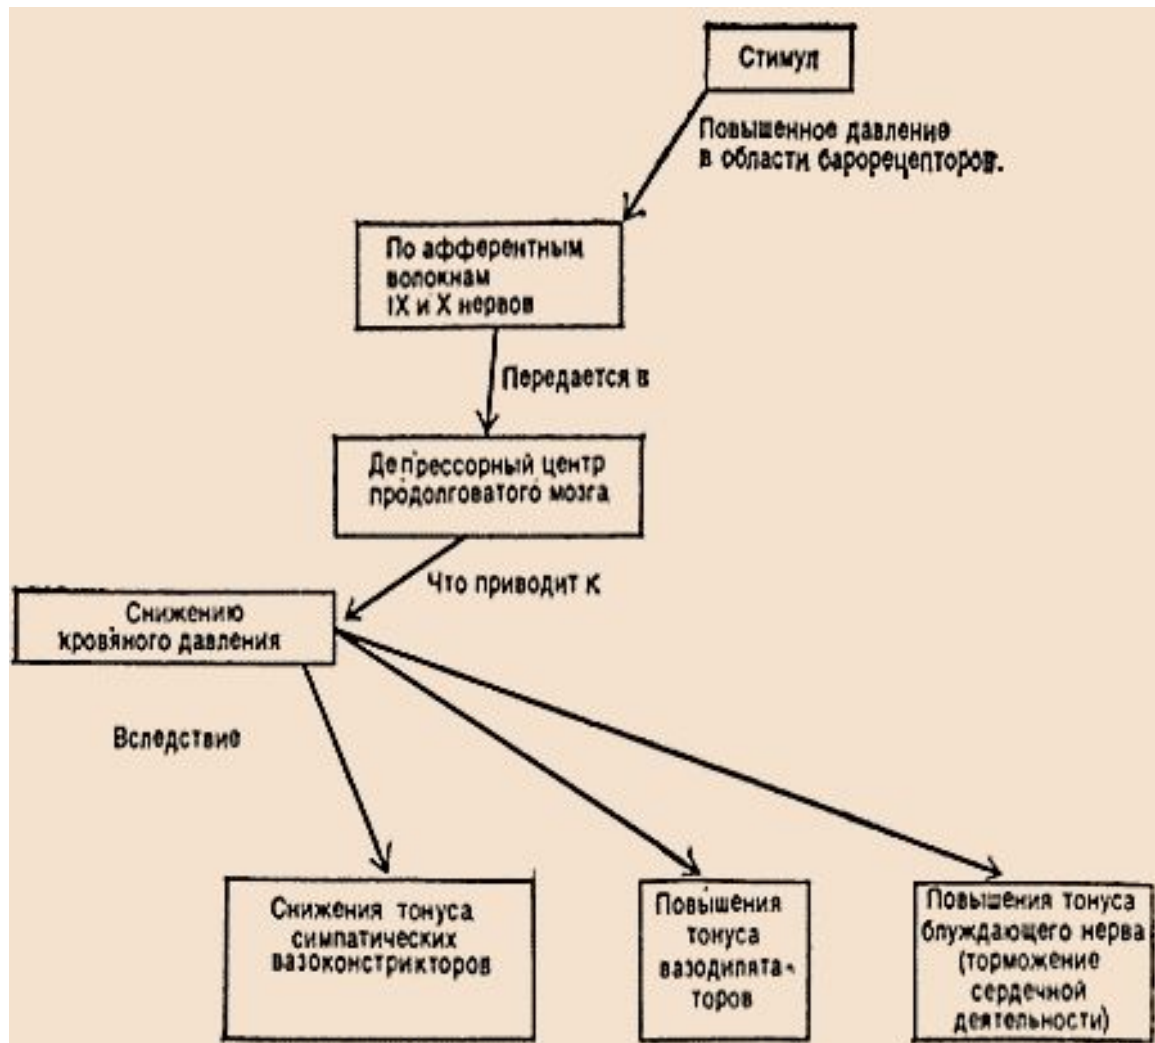 Стимул
Повышенное давление
в области барорецепторов.
По афферентным
волокнам
IX и X нервов
Передается в
Депрессорный центр
продолговатого мозга
Что приводит к
Снижению
кровяного давления
Вследствие
Снижения тонуса
симпатических
вазоконстрикторов
Повышения
тонуса
вазодилята-
торов
Повышения тонуса
блуждающего нерва
(торможение
сердечной
деятельности)